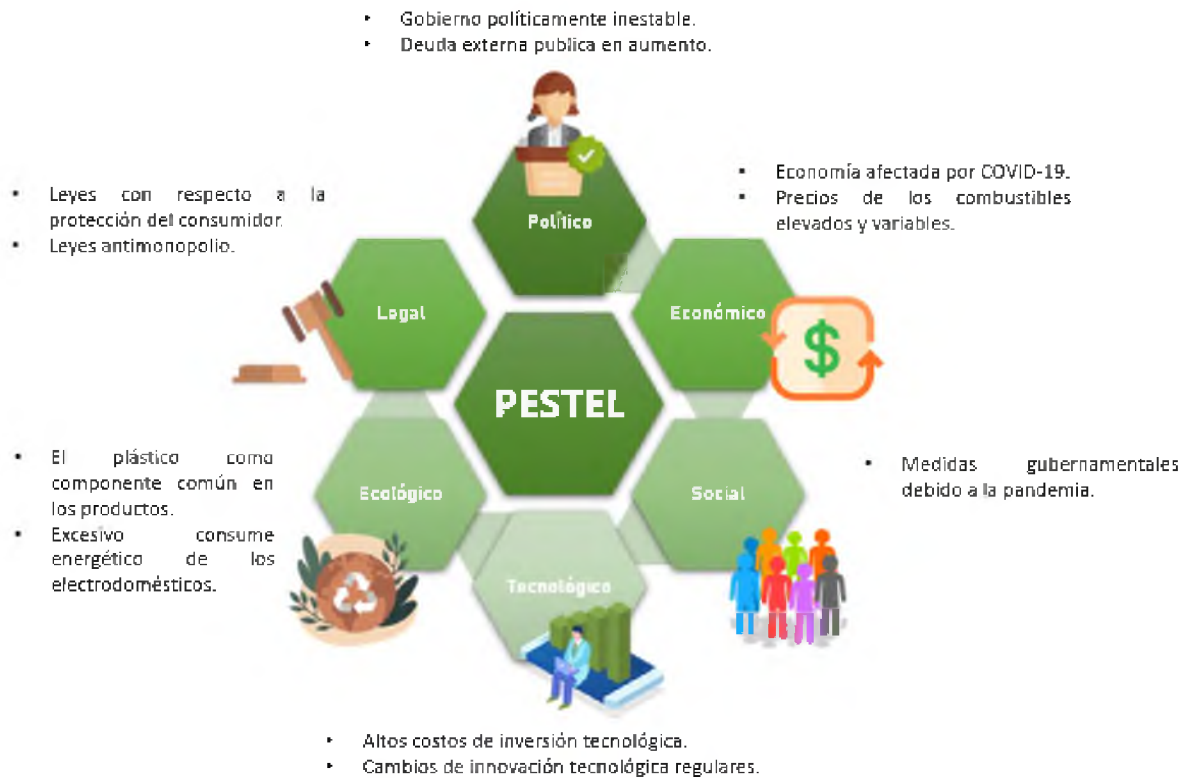 • Gobierno políticamente inestable.
• Deuda externa publica en aumento.
Político
• Economía afectada por COVID-19.
• Precios de los combustibles
elevados y variables.
Económico
$
• Medidas gubernamentales
debido a la pandemia.
Social
Tecnológico
• Altos costos de inversión tecnológica.
• Cambios de innovación tecnológica regulares.
• El plástico como
componente común en
los productos.
• Excesivo consume
energético de los
electrodomésticos.
Ecológico
• Leyes con respecto a la
protección del consumidor.
• Leyes antimonopolio.
Legal
PESTEL